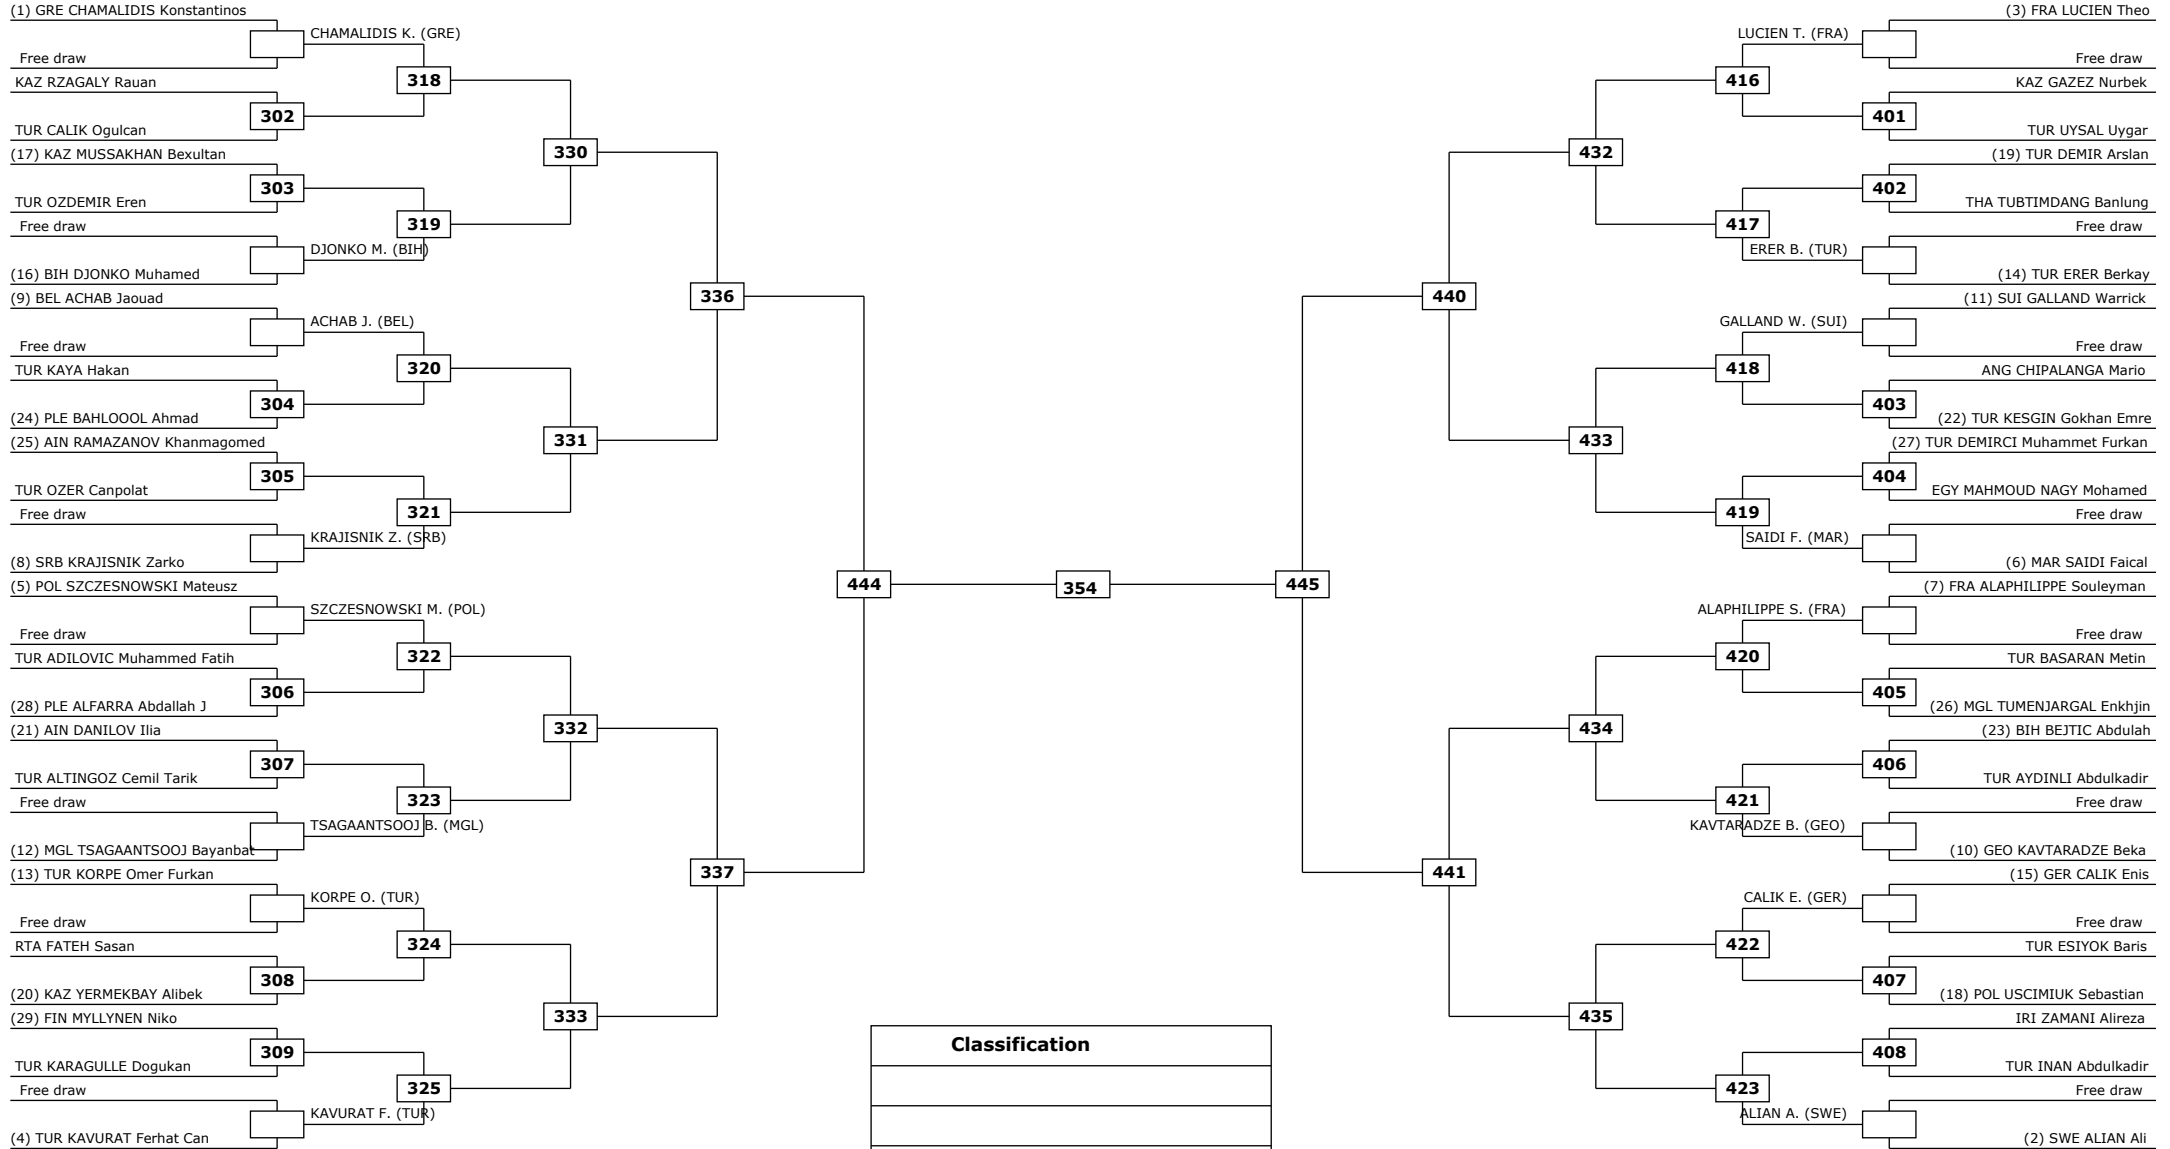 (1) GRE CHAMALIDIS Konstantinos
CHAMALIDIS K. (GRE)
Free draw
318
KAZ RZAGALY Rauan
302
TUR CALIK Ogulcan
330
(17) KAZ MUSSAKHAN Bexultan
303
TUR OZDEMIR Eren
319
Free draw
DJONKO M. (BIH)
(16) BIH DJONKO Muhamed
336
(9) BEL ACHAB Jaouad
ACHAB J. (BEL)
Free draw
320
TUR KAYA Hakan
304
(24) PLE BAHLOOOL Ahmad
331
(25) AIN RAMAZANOV Khanmagomed
305
TUR OZER Canpolat
321
Free draw
KRAJISNIK Z. (SRB)
(8) SRB KRAJISNIK Zarko
444
(5) POL SZCZESNOWSKI Mateusz
SZCZESNOWSKI M. (POL)
Free draw
322
TUR ADILOVIC Muhammed Fatih
306
(28) PLE ALFARRA Abdallah J
332
(21) AIN DANILOV Ilia
307
TUR ALTINGOZ Cemil Tarik
323
Free draw
TSAGAANTSOOJ B. (MGL)
(12) MGL TSAGAANTSOOJ Bayanbat
337
(13) TUR KORPE Omer Furkan
KORPE O. (TUR)
Free draw
324
RTA FATEH Sasan
308
(20) KAZ YERMEKBAY Alibek
333
(29) FIN MYLLYNEN Niko
309
TUR KARAGULLE Dogukan
325
Free draw
KAVURAT F. (TUR)
(4) TUR KAVURAT Ferhat Can
354
Classification
(3) FRA LUCIEN Theo
LUCIEN T. (FRA)
Free draw
416
KAZ GAZEZ Nurbek
401
TUR UYSAL Uygar
432
(19) TUR DEMIR Arslan
402
THA TUBTIMDANG Banlung
417
Free draw
ERER B. (TUR)
(14) TUR ERER Berkay
440
(11) SUI GALLAND Warrick
GALLAND W. (SUI)
Free draw
418
ANG CHIPALANGA Mario
403
(22) TUR KESGIN Gokhan Emre
433
(27) TUR DEMIRCI Muhammet Furkan
404
EGY MAHMOUD NAGY Mohamed
419
Free draw
SAIDI F. (MAR)
(6) MAR SAIDI Faical
445
(7) FRA ALAPHILIPPE Souleyman
ALAPHILIPPE S. (FRA)
Free draw
420
TUR BASARAN Metin
405
(26) MGL TUMENJARGAL Enkhjin
434
(23) BIH BEJTIC Abdulah
406
TUR AYDINLI Abdulkadir
421
Free draw
KAVTARADZE B. (GEO)
(10) GEO KAVTARADZE Beka
441
(15) GER CALIK Enis
CALIK E. (GER)
Free draw
422
TUR ESIYOK Baris
407
(18) POL USCIMIUK Sebastian
435
IRI ZAMANI Alireza
408
TUR INAN Abdulkadir
423
Free draw
ALIAN A. (SWE)
(2) SWE ALIAN Ali